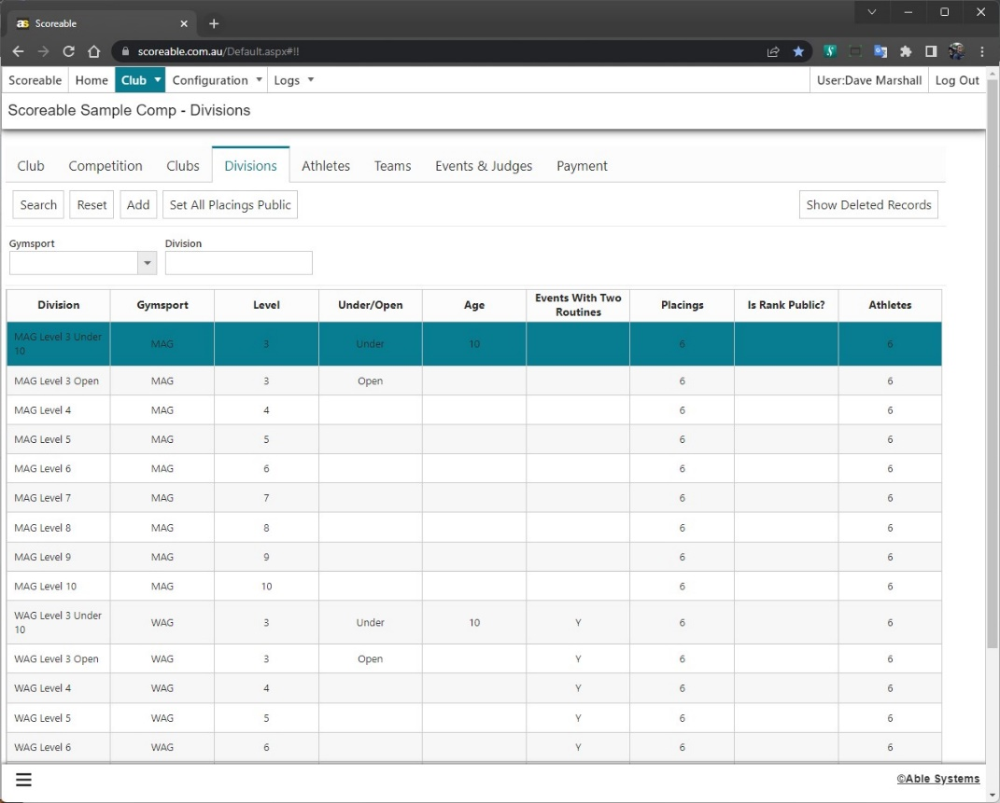 Scoreable
scoreable.com.au/Default.aspx#!!
Scoreable Home Club Configuration Logs User:Dave Marshall Log Out
Scoreable Sample Comp - Divisions
Club Competition Clubs Divisions Athletes Teams Events & Judges Payment
Search Reset Add Set All Placings Public Show Deleted Records
Gymsport Division
Division Gymsport Level Under/Open Age Events With Two Routines Placings Is Rank Public? Athletes
MAG Level 3 Under 10 MAG 3 Under 10 6 6
MAG Level 3 Open MAG 3 Open 6 6
MAG Level 4 MAG 4 6 6
MAG Level 5 MAG 5 6 6
MAG Level 6 MAG 6 6 6
MAG Level 7 MAG 7 6 6
MAG Level 8 MAG 8 6 6
MAG Level 9 MAG 9 6 6
MAG Level 10 MAG 10 6 6
WAG Level 3 Under 10 WAG 3 Under 10 Y 6 6
WAG Level 3 Open WAG 3 Open Y 6 6
WAG Level 4 WAG 4 Y 6 6
WAG Level 5 WAG 5 Y 6 6
WAG Level 6 WAG 6 Y 6 6
©Able Systems